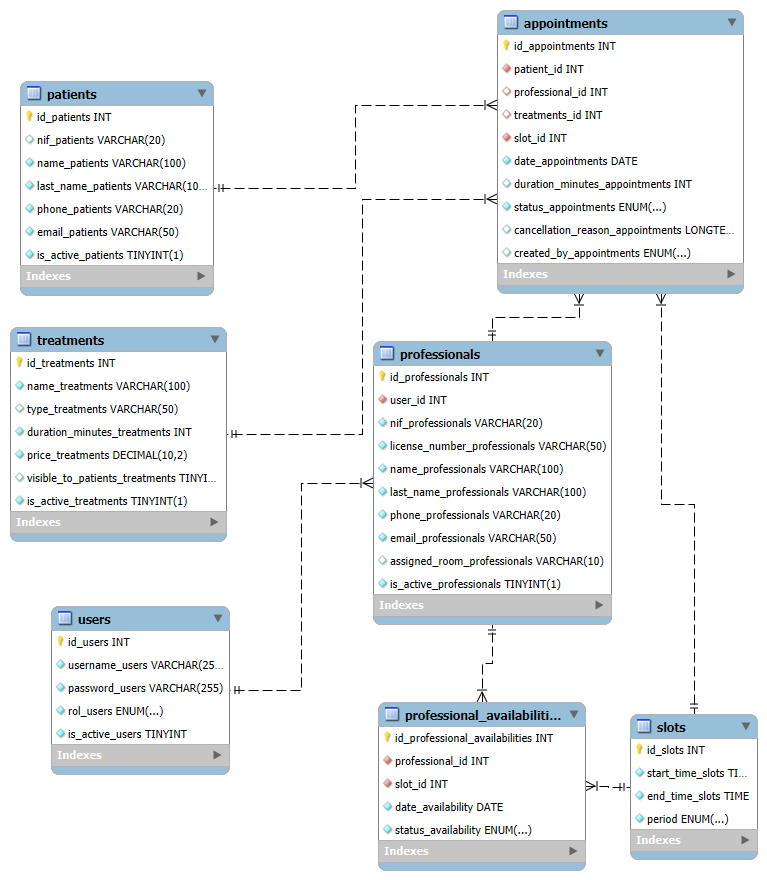 appointments
id_appointments INT
patient_id INT
professional_id INT
treatments_id INT
slot_id INT
date_appointments DATE
duration_minutes_appointments INT
status_appointments ENUM(...)
cancellation_reason_appointments LONGTE...
created_by_appointments ENUM(...)
Indexes
patients
id_patients INT
nif_patients VARCHAR(20)
name_patients VARCHAR(100)
last_name_patients VARCHAR(10...
phone_patients VARCHAR(20)
email_patients VARCHAR(50)
is_active_patients TINYINT(1)
Indexes
treatments
id_treatments INT
name_treatments VARCHAR(100)
type_treatments VARCHAR(50)
duration_minutes_treatments INT
price_treatments DECIMAL(10,2)
visible_to_patients_treatments TINYI...
is_active_treatments TINYINT(1)
Indexes
professionals
id_professionals INT
user_id INT
nif_professionals VARCHAR(20)
license_number_professionals VARCHAR(50)
name_professionals VARCHAR(100)
last_name_professionals VARCHAR(100)
phone_professionals VARCHAR(20)
email_professionals VARCHAR(50)
assigned_room_professionals VARCHAR(10)
is_active_professionals TINYINT(1)
Indexes
users
id_users INT
username_users VARCHAR(25...
password_users VARCHAR(255)
rol_users ENUM(...)
is_active_users TINYINT
Indexes
professional_availabiliti...
id_professional_availabilities INT
professional_id INT
slot_id INT
date_availability DATE
status_availability ENUM(...)
Indexes
slots
id_slots INT
start_time_slots TI...
end_time_slots TIME
period ENUM(...)
Indexes